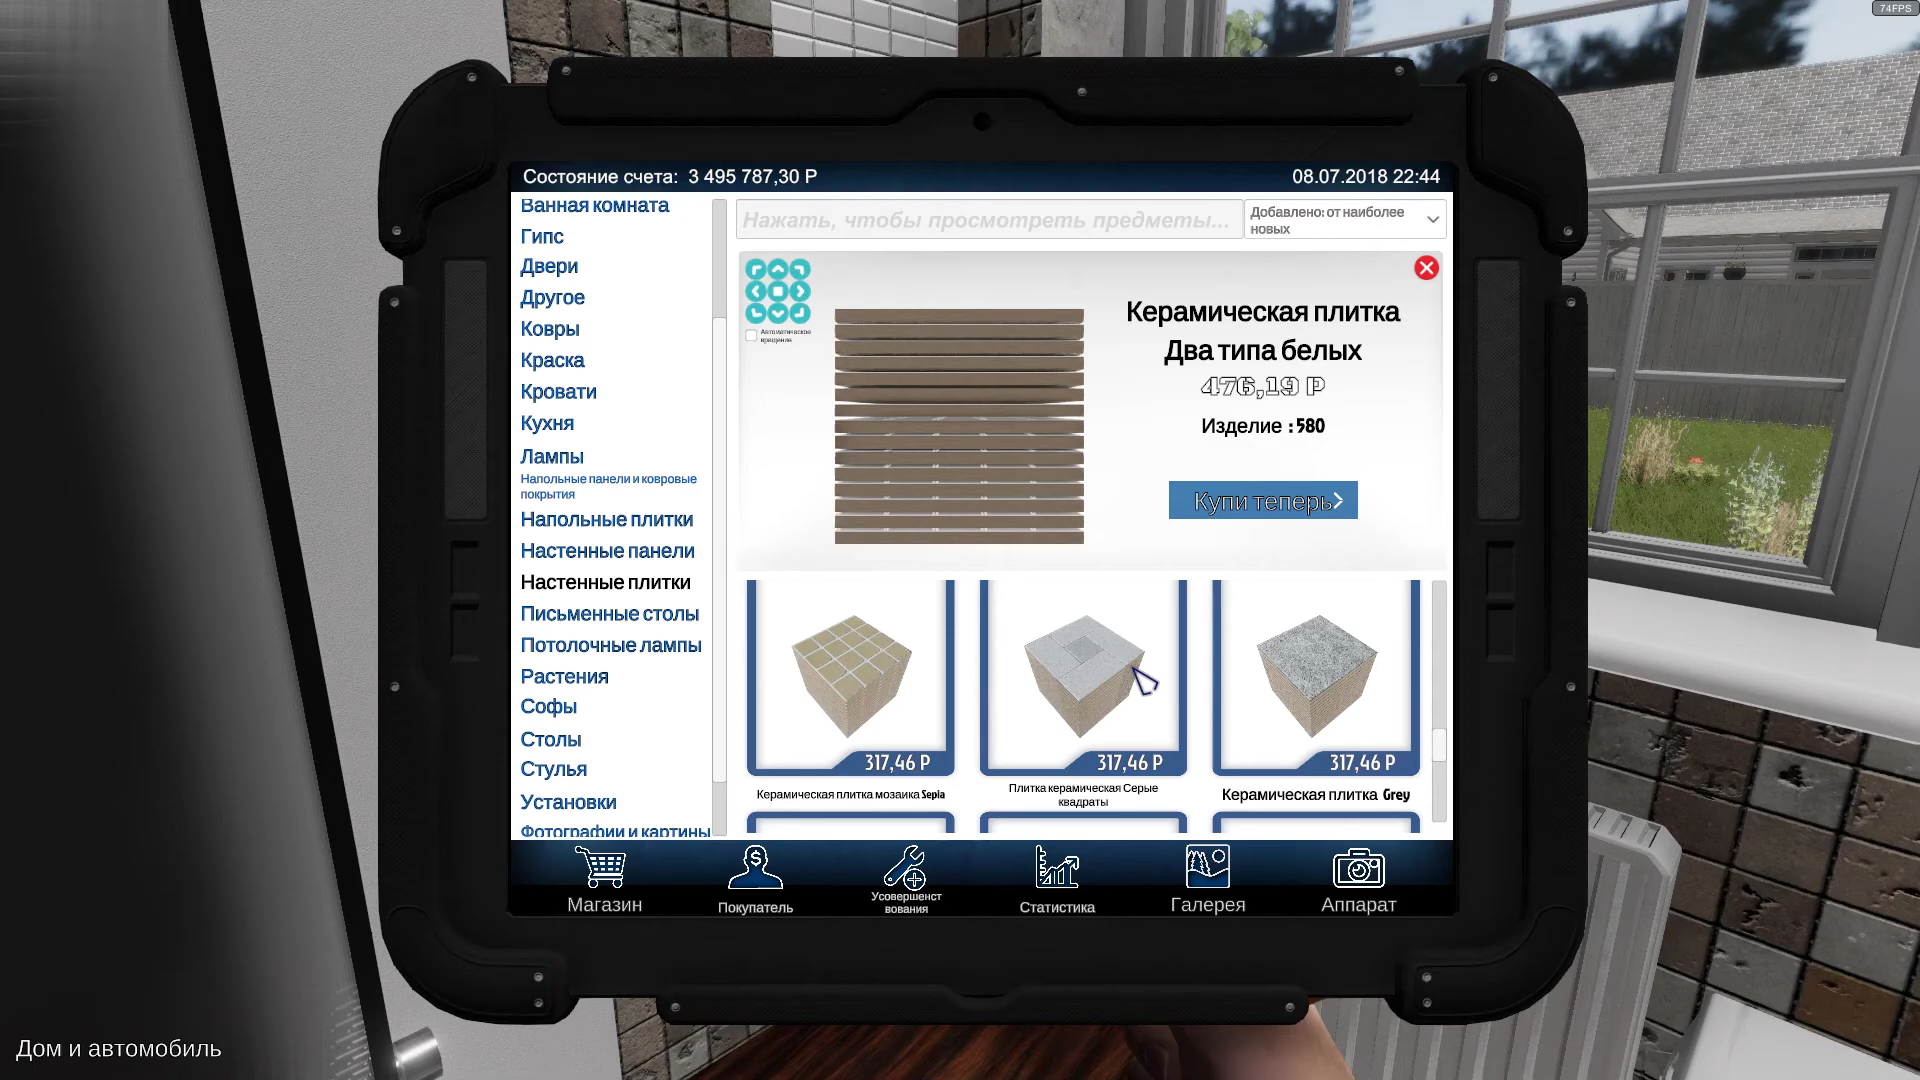 74FPS
Состояние счета: 3 495 787,30 Р
08.07.2018 22:44
Ванная комната
Гипс
Двери
Другое
Ковры
Краска
Кровати
Кухня
Лампы
Напольные панели и ковровые
покрытия
Напольные плитки
Настенные панели
Настенные плитки
Письменные столы
Потолочные лампы
Растения
Софы
Столы
Стулья
Установки
Фотографии и картины
Нажать, чтобы просмотреть предметы...
Добавлено: от наиболее
новых
Автоматическое
вращение
Керамическая плитка
Два типа белых
476,19 Р
Изделие : 580
Купи теперь
317,46 Р
317,46 Р
317,46 Р
Керамическая плитка мозаика Sepia
Плитка керамическая Серые
квадраты
Керамическая плитка Grey
Магазин
Покупатель
Усовершенст
вования
Статистика
Галерея
Аппарат
Дом и автомобиль